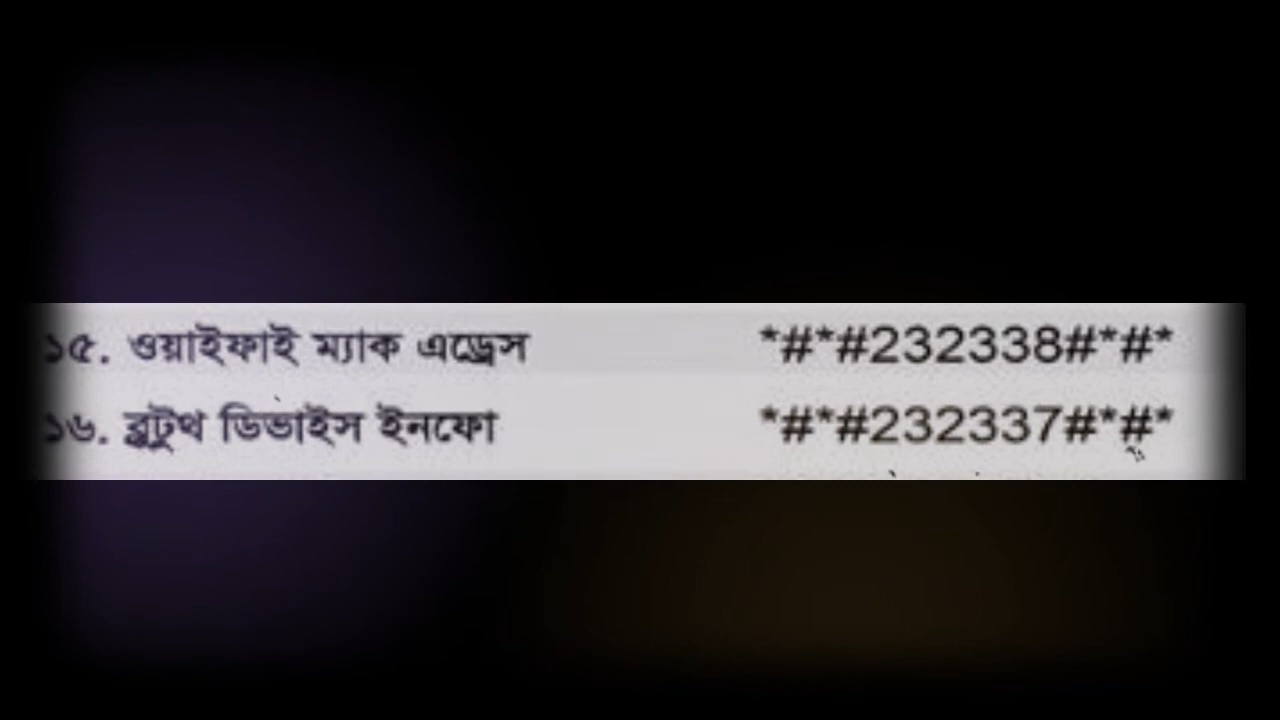 ১৫. ওয়াইফাই ম্যাক এড্রেস *#*#232338#*#*
১৬. ব্লুটুথ ডিভাইস ইনফো *#*#232337#*#*